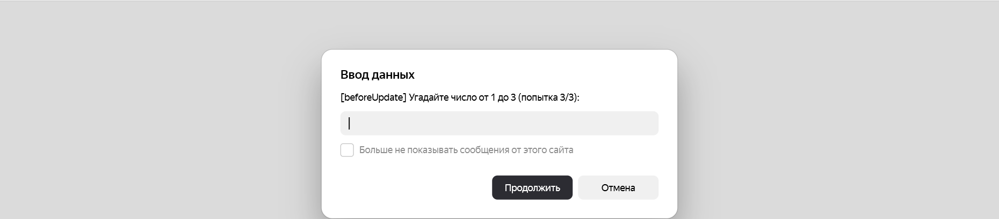 Ввод данных
[beforeUpdate] Угадайте число от 1 до 3 (попытка 3/3):
Больше не показывать сообщения от этого сайта
Продолжить Отмена